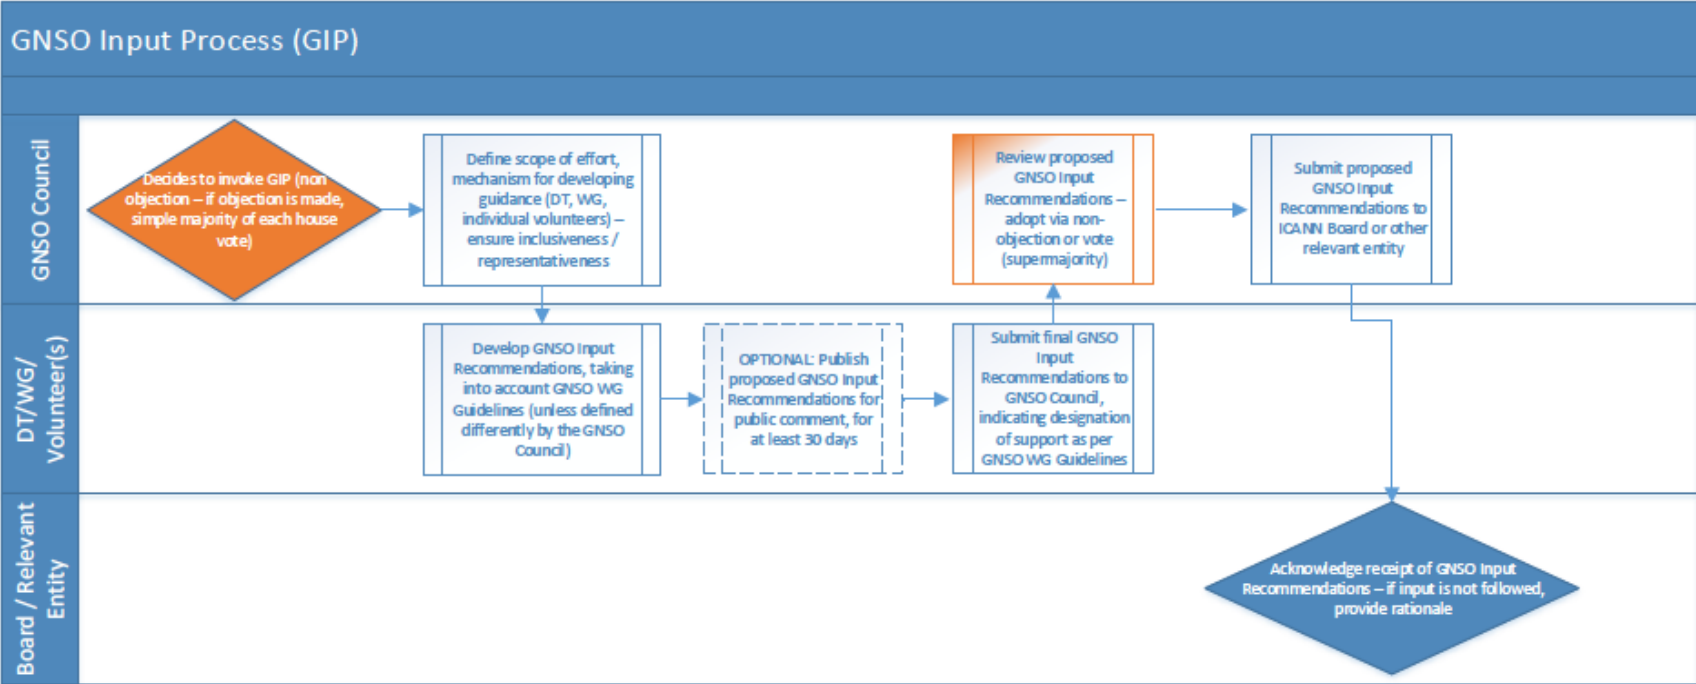 GNSO Input Process (GIP)
GNSO Council
Decides to invoke GIP (non
objection – if objection is made,
simple majority of each house
vote)
Define scope of effort,
mechanism for developing
guidance (DT, WG,
individual volunteers) –
ensure inclusiveness /
representativeness
Review proposed
GNSO Input
Recommendations –
adopt via non-
objection or vote
(supermajority)
Submit proposed
GNSO Input
Recommendations to
ICANN Board or other
relevant entity
DT/WG/
Volunteer(s)
Develop GNSO Input
Recommendations, taking
into account GNSO WG
Guidelines (unless defined
differently by the GNSO
Council)
OPTIONAL: Publish
proposed GNSO Input
Recommendations for
public comment, for
at least 30 days
Submit final GNSO
Input
Recommendations to
GNSO Council,
indicating designation
of support as per
GNSO WG Guidelines
Board / Relevant
Entity
Acknowledge receipt of GNSO Input
Recommendations – if input is not followed,
provide rationale